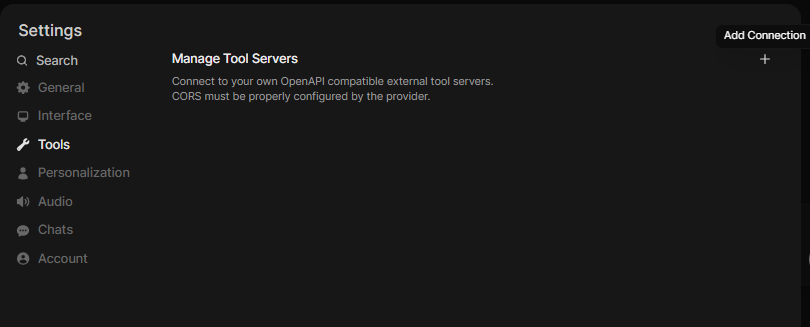 Settings
Search
General
Interface
Tools
Personalization
Audio
Chats
Account
Manage Tool Servers
Add Connection
Connect to your own OpenAPI compatible external tool servers.
CORS must be properly configured by the provider.